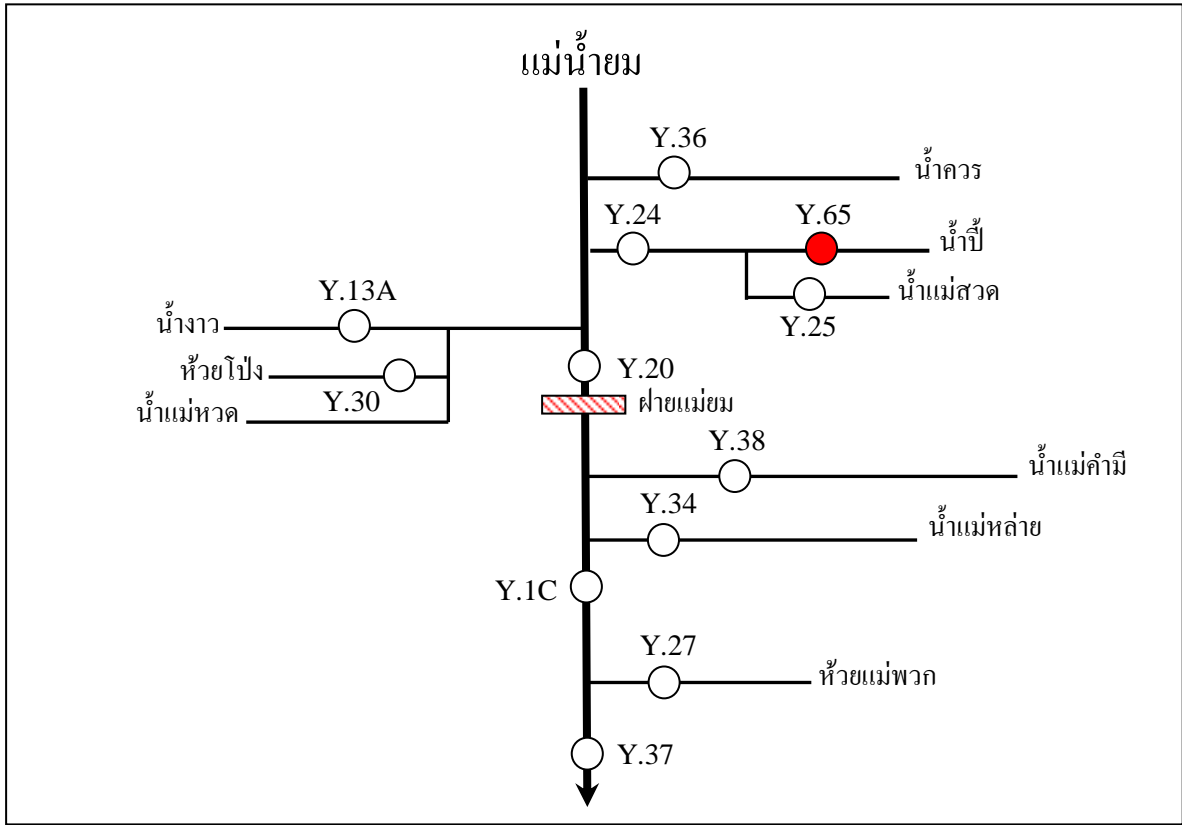 แม่น้ำยม
Y.36
น้ำควร
Y.24
Y.65
น้ำปี้
น้ำแม่สวด
Y.25
Y.13A
น้ำงาว
ห้วยโป่ง
Y.30
น้ำแม่หวด
Y.20
ฝายแม่ยม
Y.38
น้ำแม่คำมี
Y.34
น้ำแม่หล่าย
Y.1C
Y.27
ห้วยแม่พวก
Y.37